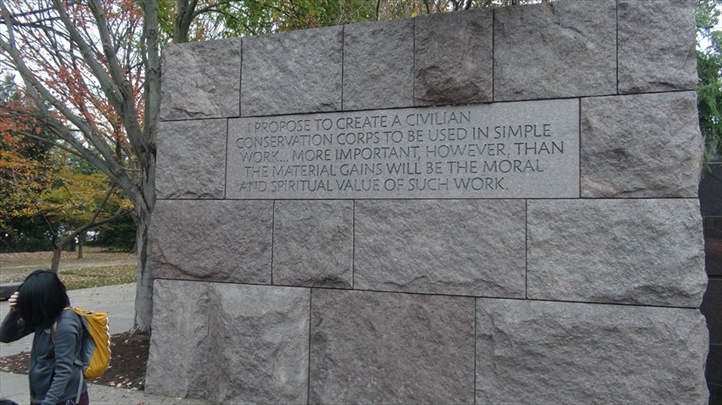 I PROPOSE TO CREATE A CIVILIAN
CONSERVATION CORPS TO BE USED IN SIMPLE
WORK... MORE IMPORTANT, HOWEVER, THAN
THE MATERIAL GAINS WILL BE THE MORAL
AND SPIRITUAL VALUE OF SUCH WORK.